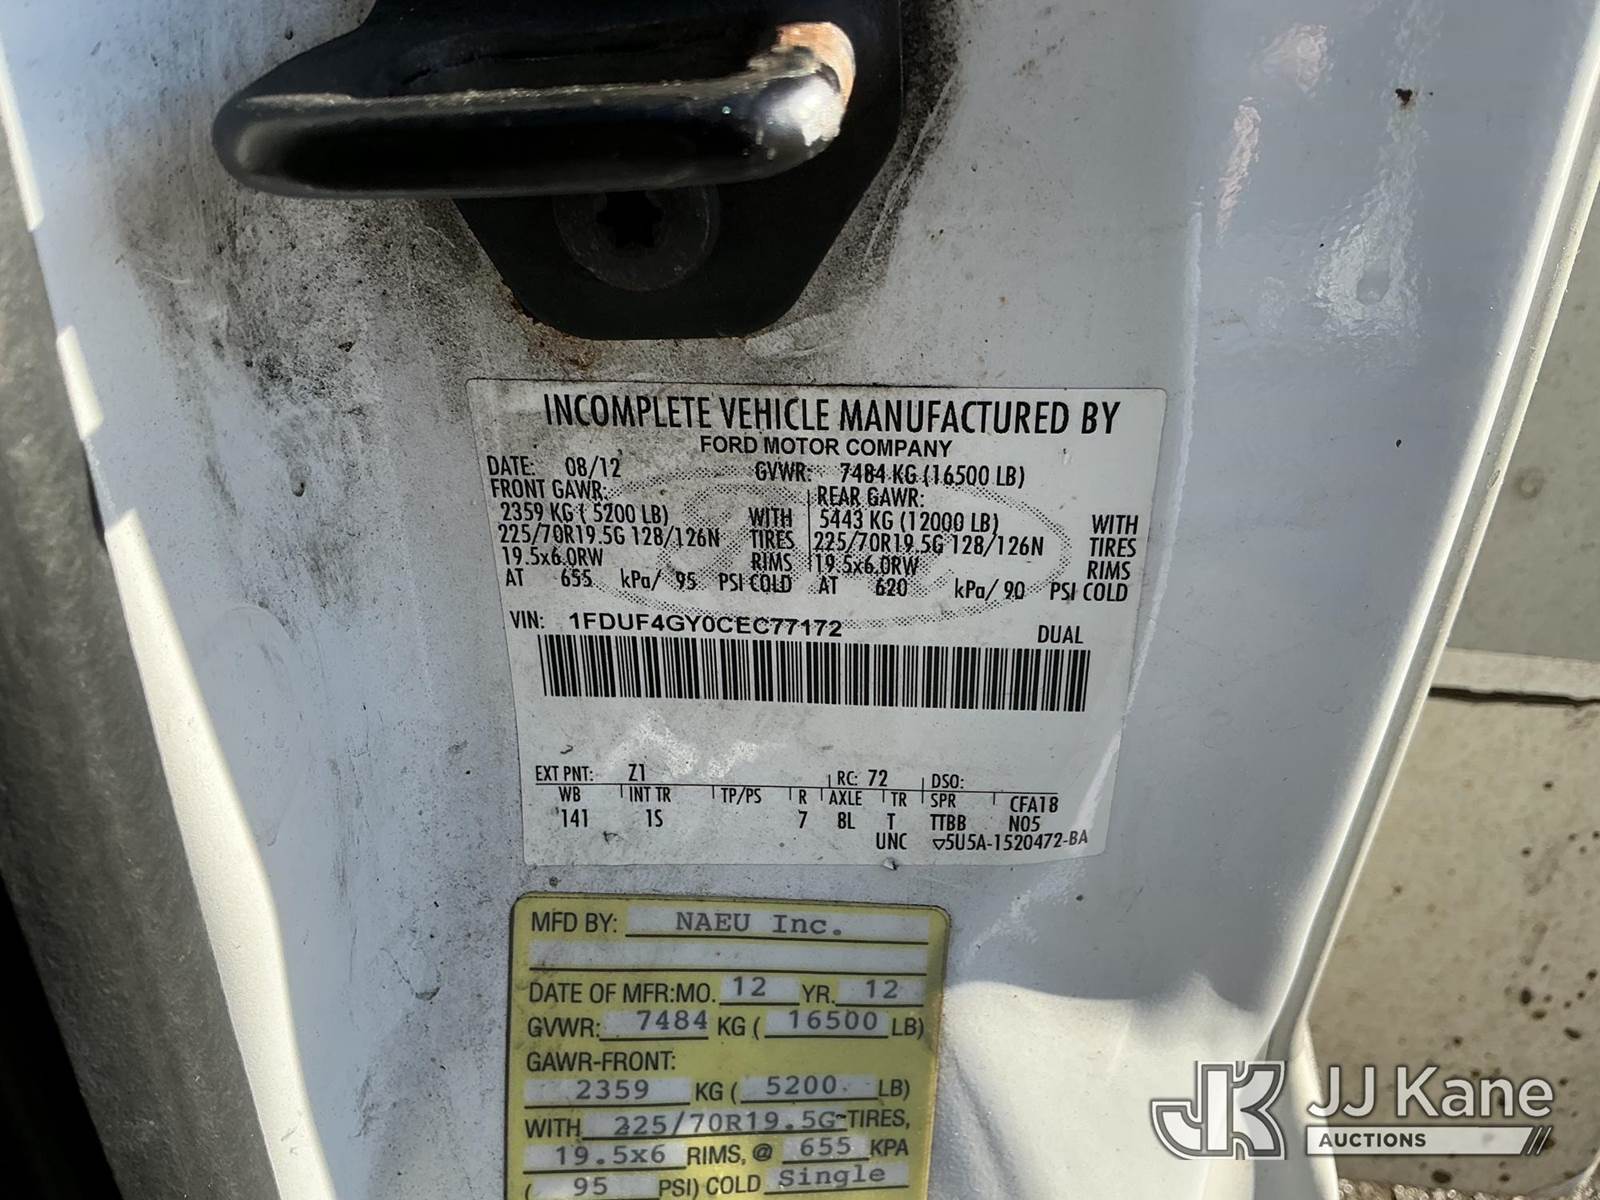 INCOMPLETE VEHICLE MANUFACTURED BY
FORD MOTOR COMPANY
DATE: 08/12 GVWR: 7484 KG (16500 LB)
FRONT GAWR: REAR GAWR:
2359 KG ( 5200 LB) WITH 5443 KG (12000 LB) WITH
225/70R19.5G 128/126N TIRES 225/70R19.5G 128/126N TIRES
19.5x6.0RW RIMS 19.5x6.0RW RIMS
AT 655 kPa/ 95 PSI COLD AT 620 kPa/ 90 PSI COLD
VIN: 1FDUF4GY0CEC77172 DUAL
EXT PNT: Z1 RC: 72 DSO:
WB INT TR TP/PS R AXLE TR SPR CFA18
141 1S 7 8L T TTBB N05
UNC ▽5U5A-1520472-BA
MFD BY: NAEU Inc.
DATE OF MFR:MO. 12 YR. 12
GVWR: 7484 KG ( 16500 LB)
GAWR-FRONT:
2359 KG ( 5200 LB)
WITH 225/70R19.5G TIRES,
19.5x6 RIMS, @ 655 KPA
( 95 PSI) COLD Single
JK
JJ Kane
AUCTIONS